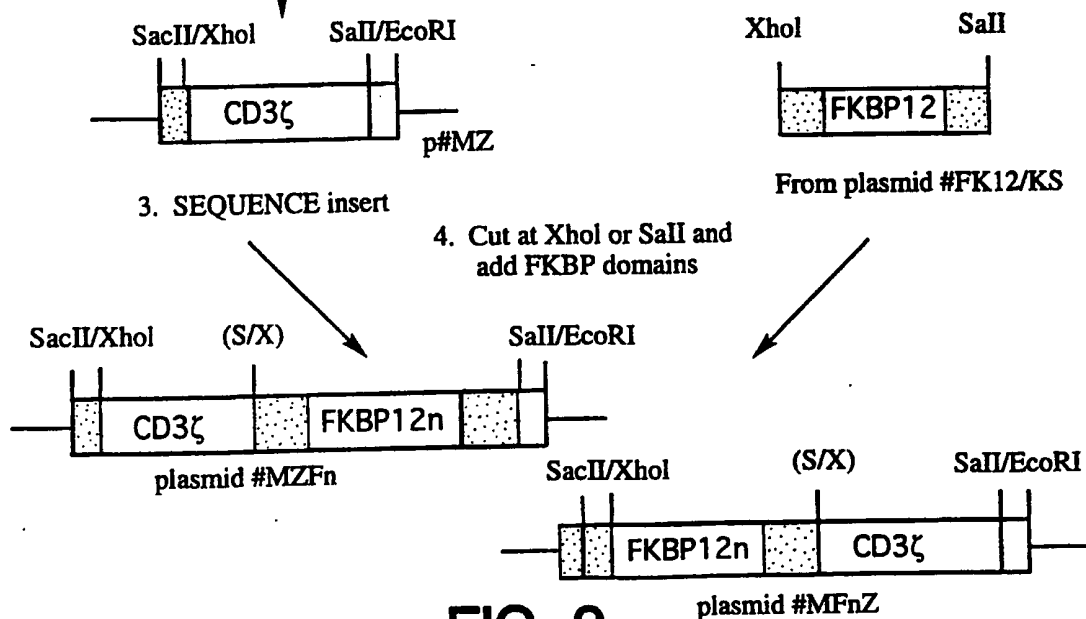 SacII/XhoI
SalI/EcoRI
CD3ζ
p#MZ
XhoI
SalI
FKBP12
From plasmid #FK12/KS
3. SEQUENCE insert
4. Cut at XhoI or SalI and
add FKBP domains
SacII/XhoI
(S/X)
SalI/EcoRI
CD3ζ
FKBP12n
plasmid #MZFn
SacII/XhoI
(S/X)
SalI/EcoRI
FKBP12n
CD3ζ
plasmid #MFnZ